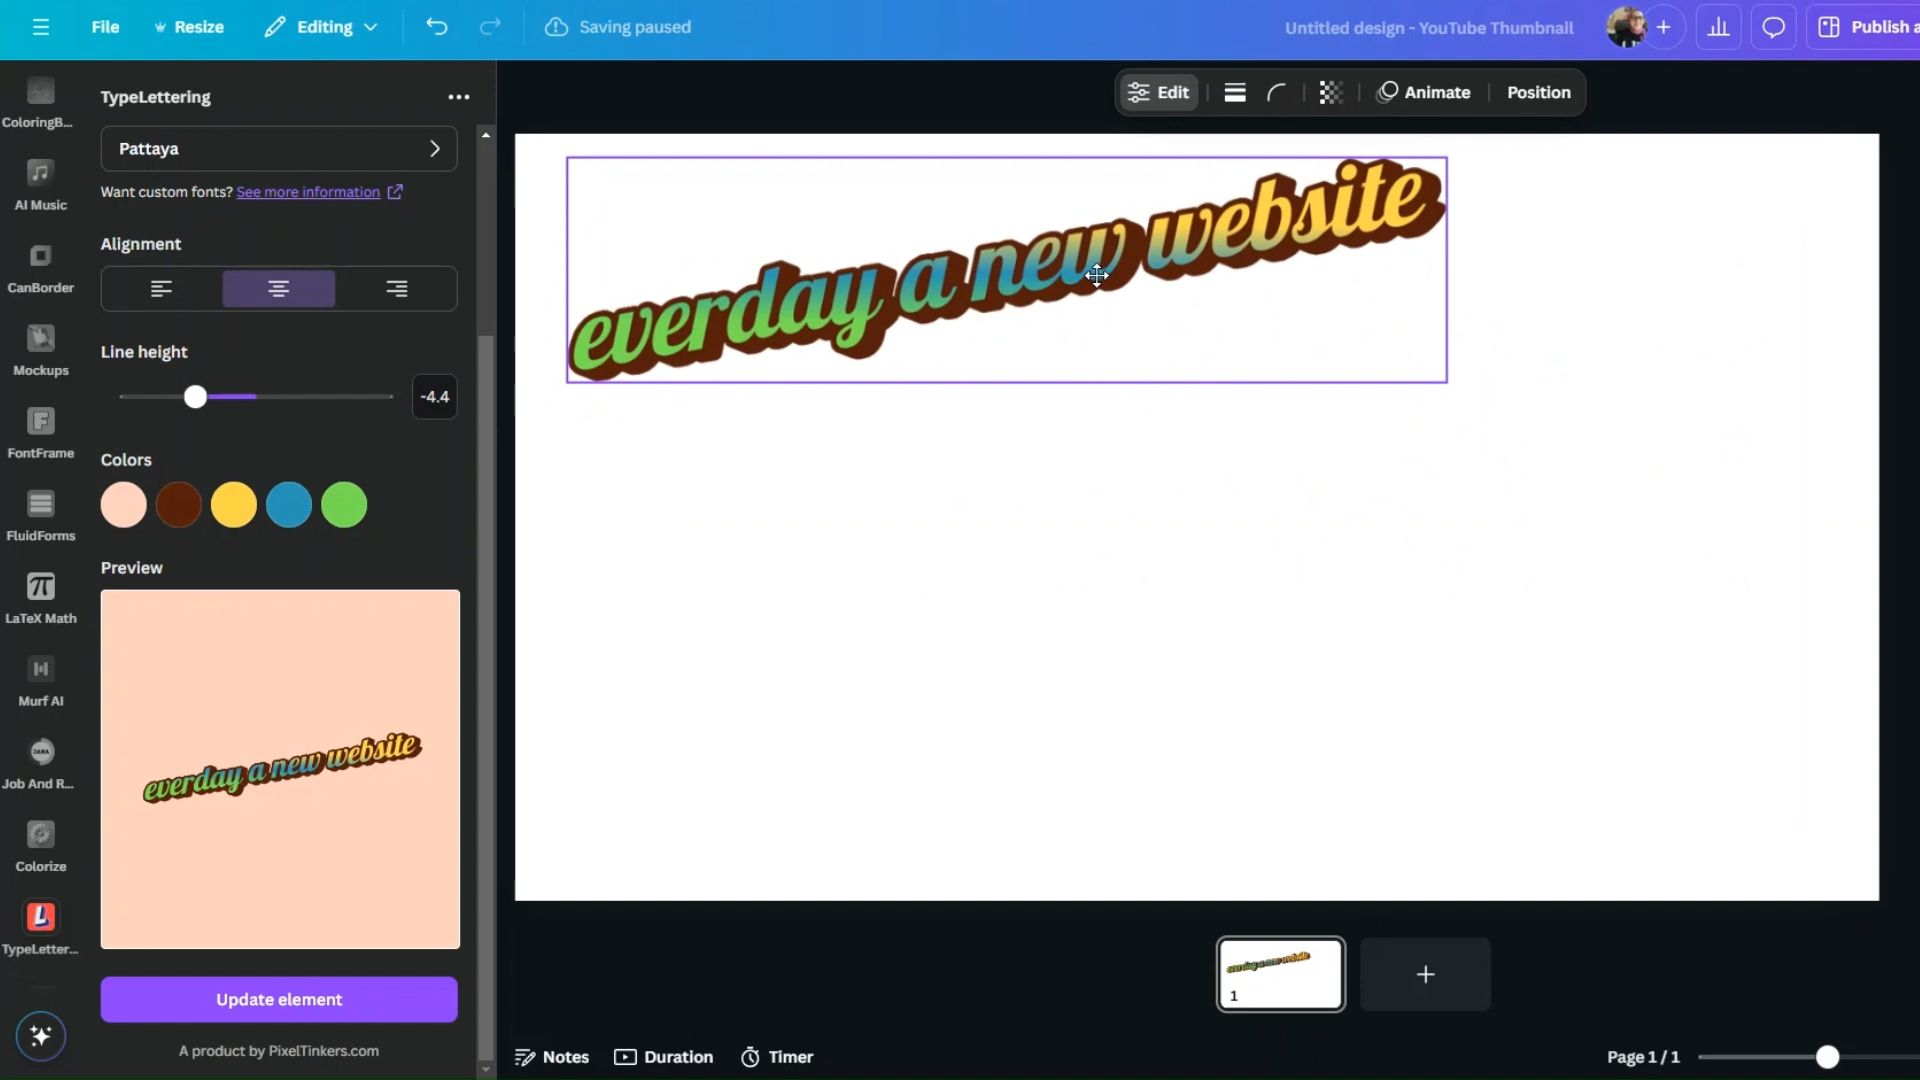 File
Resize
Editing
Saving paused
Untitled design - YouTube Thumbnail
Publish a
ColoringB...
AI Music
CanBorder
Mockups
FontFrame
FluidForms
LaTeX Math
Murf AI
Job And R...
Colorize
TypeLetter...
TypeLettering
Pattaya
Want custom fonts? See more information
Alignment
Line height
-4.4
Colors
Preview
everday a new website
Update element
A product by PixelTinkers.com
Edit
Animate
Position
everday a new website
everday a new website
1
Notes
Duration
Timer
Page 1 / 1